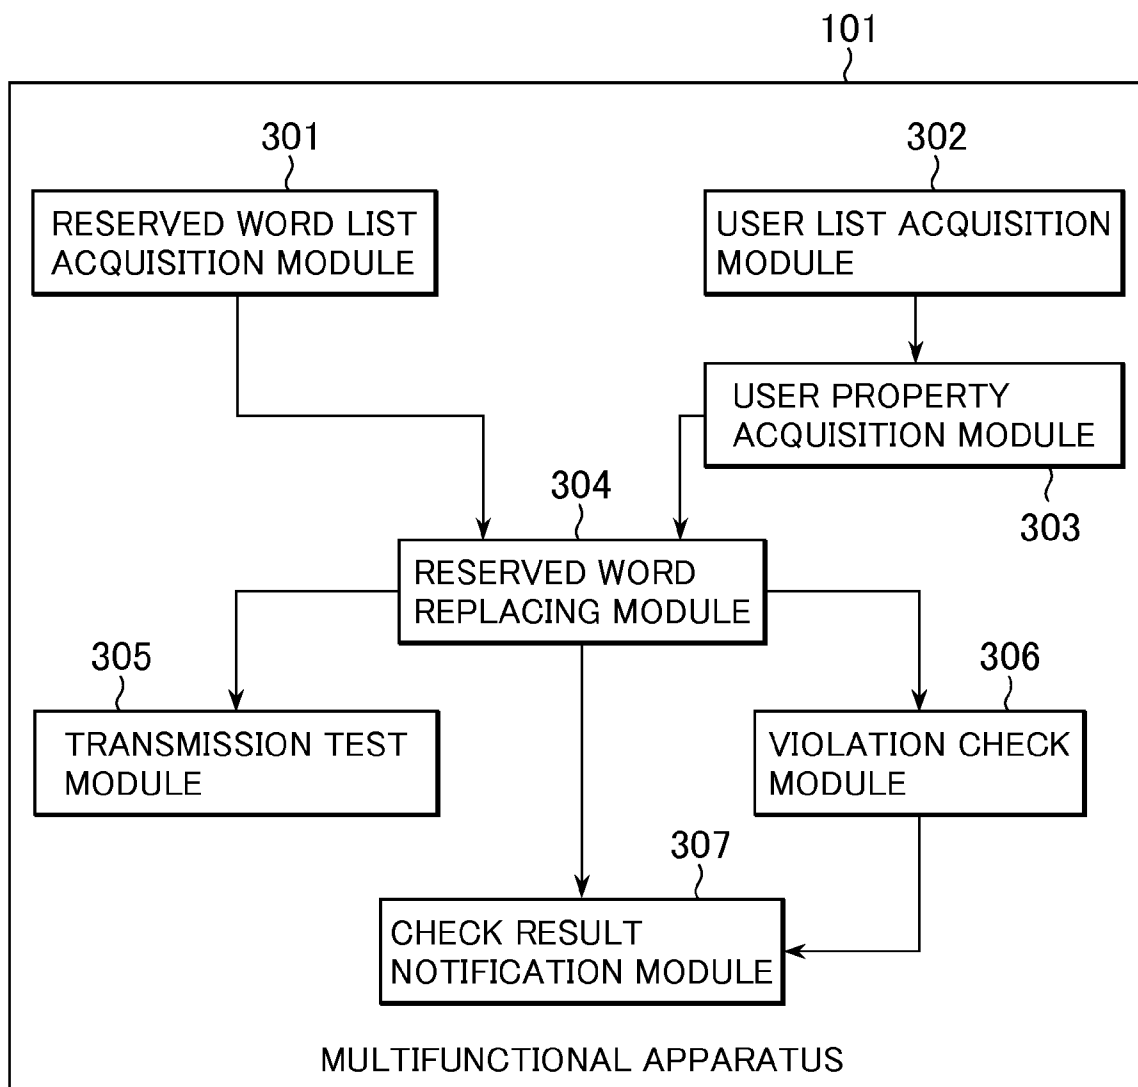 101
301
302
RESERVED WORD LIST
ACQUISITION MODULE
USER LIST ACQUISITION
MODULE
USER PROPERTY
ACQUISITION MODULE
303
304
RESERVED WORD
REPLACING MODULE
305
306
TRANSMISSION TEST
MODULE
VIOLATION CHECK
MODULE
307
CHECK RESULT
NOTIFICATION MODULE
MULTIFUNCTIONAL APPARATUS